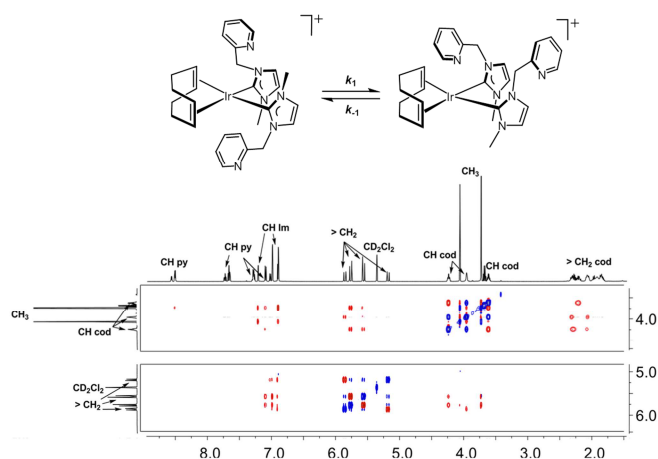 N
N
N
N
N
Ir
N
]+
k1
k-1
N
N
N
N
N
N
Ir
]+
CH3
CH Im
CH py
CH py
> CH2
CD2Cl2
CH cod
CH cod
> CH2 cod
CH3
CH cod
4.0
CD2Cl2
> CH2
5.0
6.0
8.0 7.0 6.0 5.0 4.0 3.0 2.0